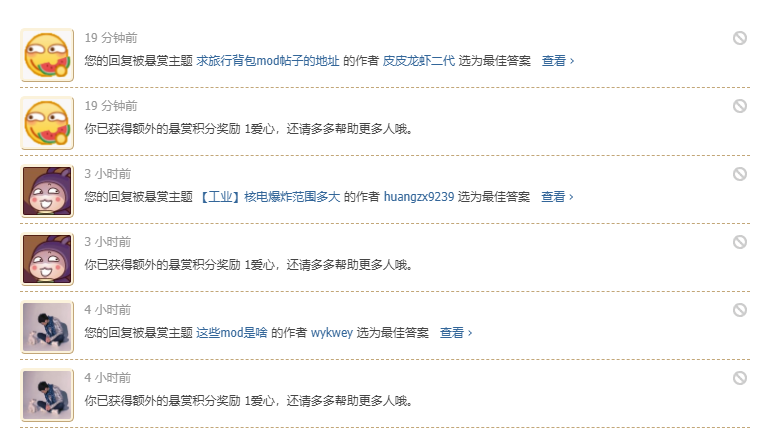 19 分钟前
您的回复被悬赏主题 求旅行背包mod帖子的地址 的作者 皮皮龙虾二代 选为最佳答案 查看 ›
19 分钟前
你已获得额外的悬赏积分奖励 1爱心，还请多多帮助更多人哦。
3 小时前
您的回复被悬赏主题 【工业】核电爆炸范围多大 的作者 huangzx9239 选为最佳答案 查看 ›
3 小时前
你已获得额外的悬赏积分奖励 1爱心，还请多多帮助更多人哦。
4 小时前
您的回复被悬赏主题 这些mod是啥 的作者 wykwey 选为最佳答案 查看 ›
4 小时前
你已获得额外的悬赏积分奖励 1爱心，还请多多帮助更多人哦。